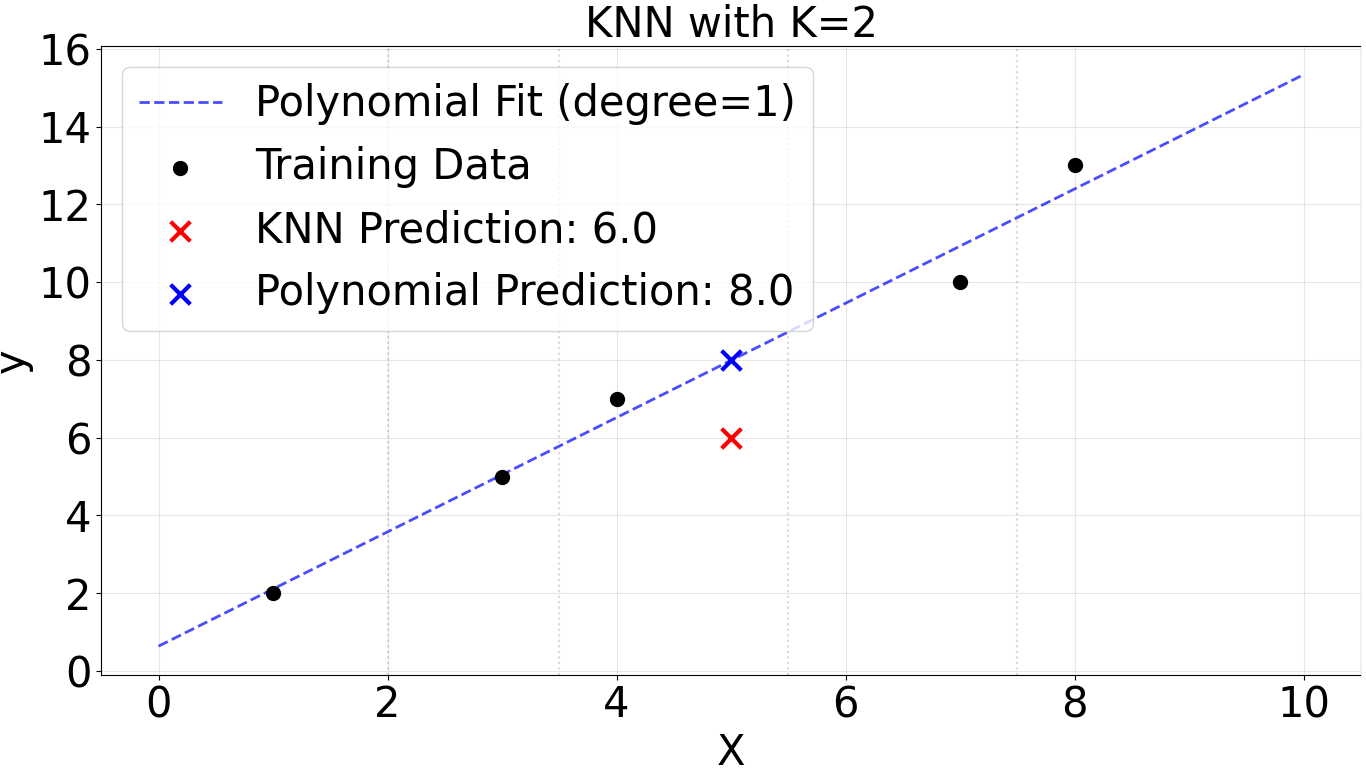 KNN with K=2
16
14
12
10
8
6
4
2
0
y
Polynomial Fit (degree=1)
Training Data
KNN Prediction: 6.0
Polynomial Prediction: 8.0
0 2 4 6 8 10
X